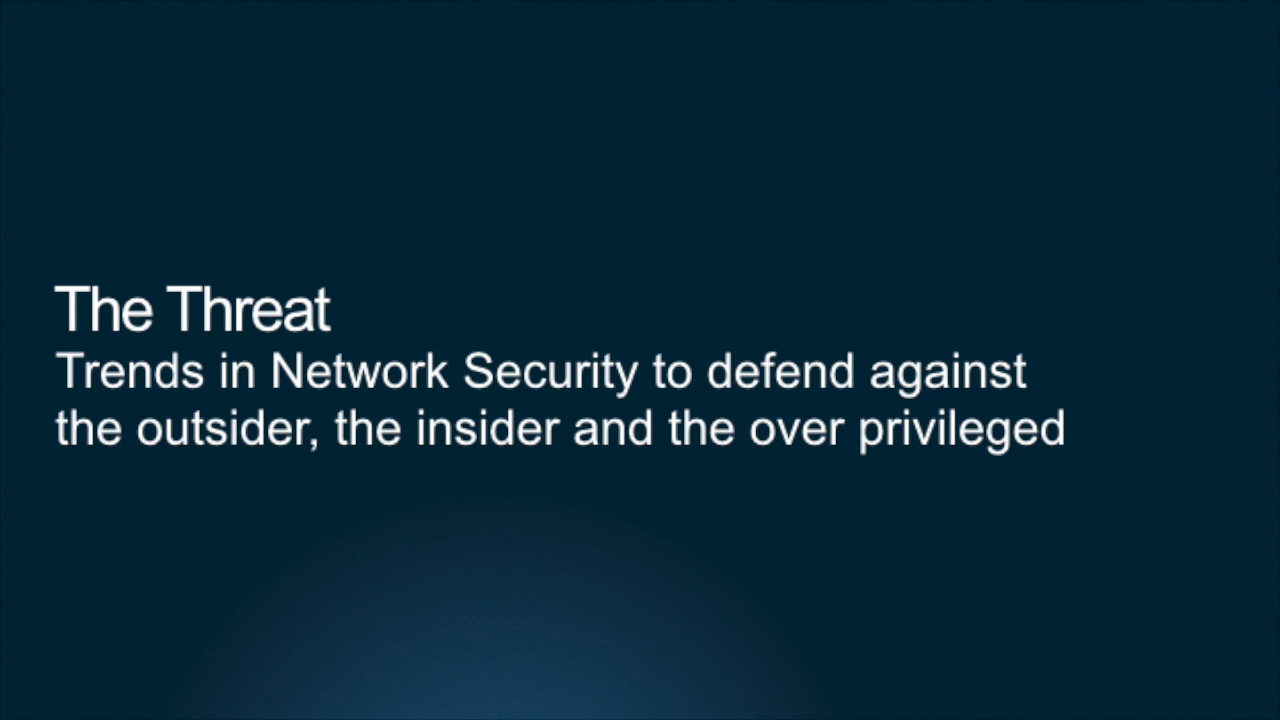 The Threat
Trends in Network Security to defend against
the outsider, the insider and the over privileged